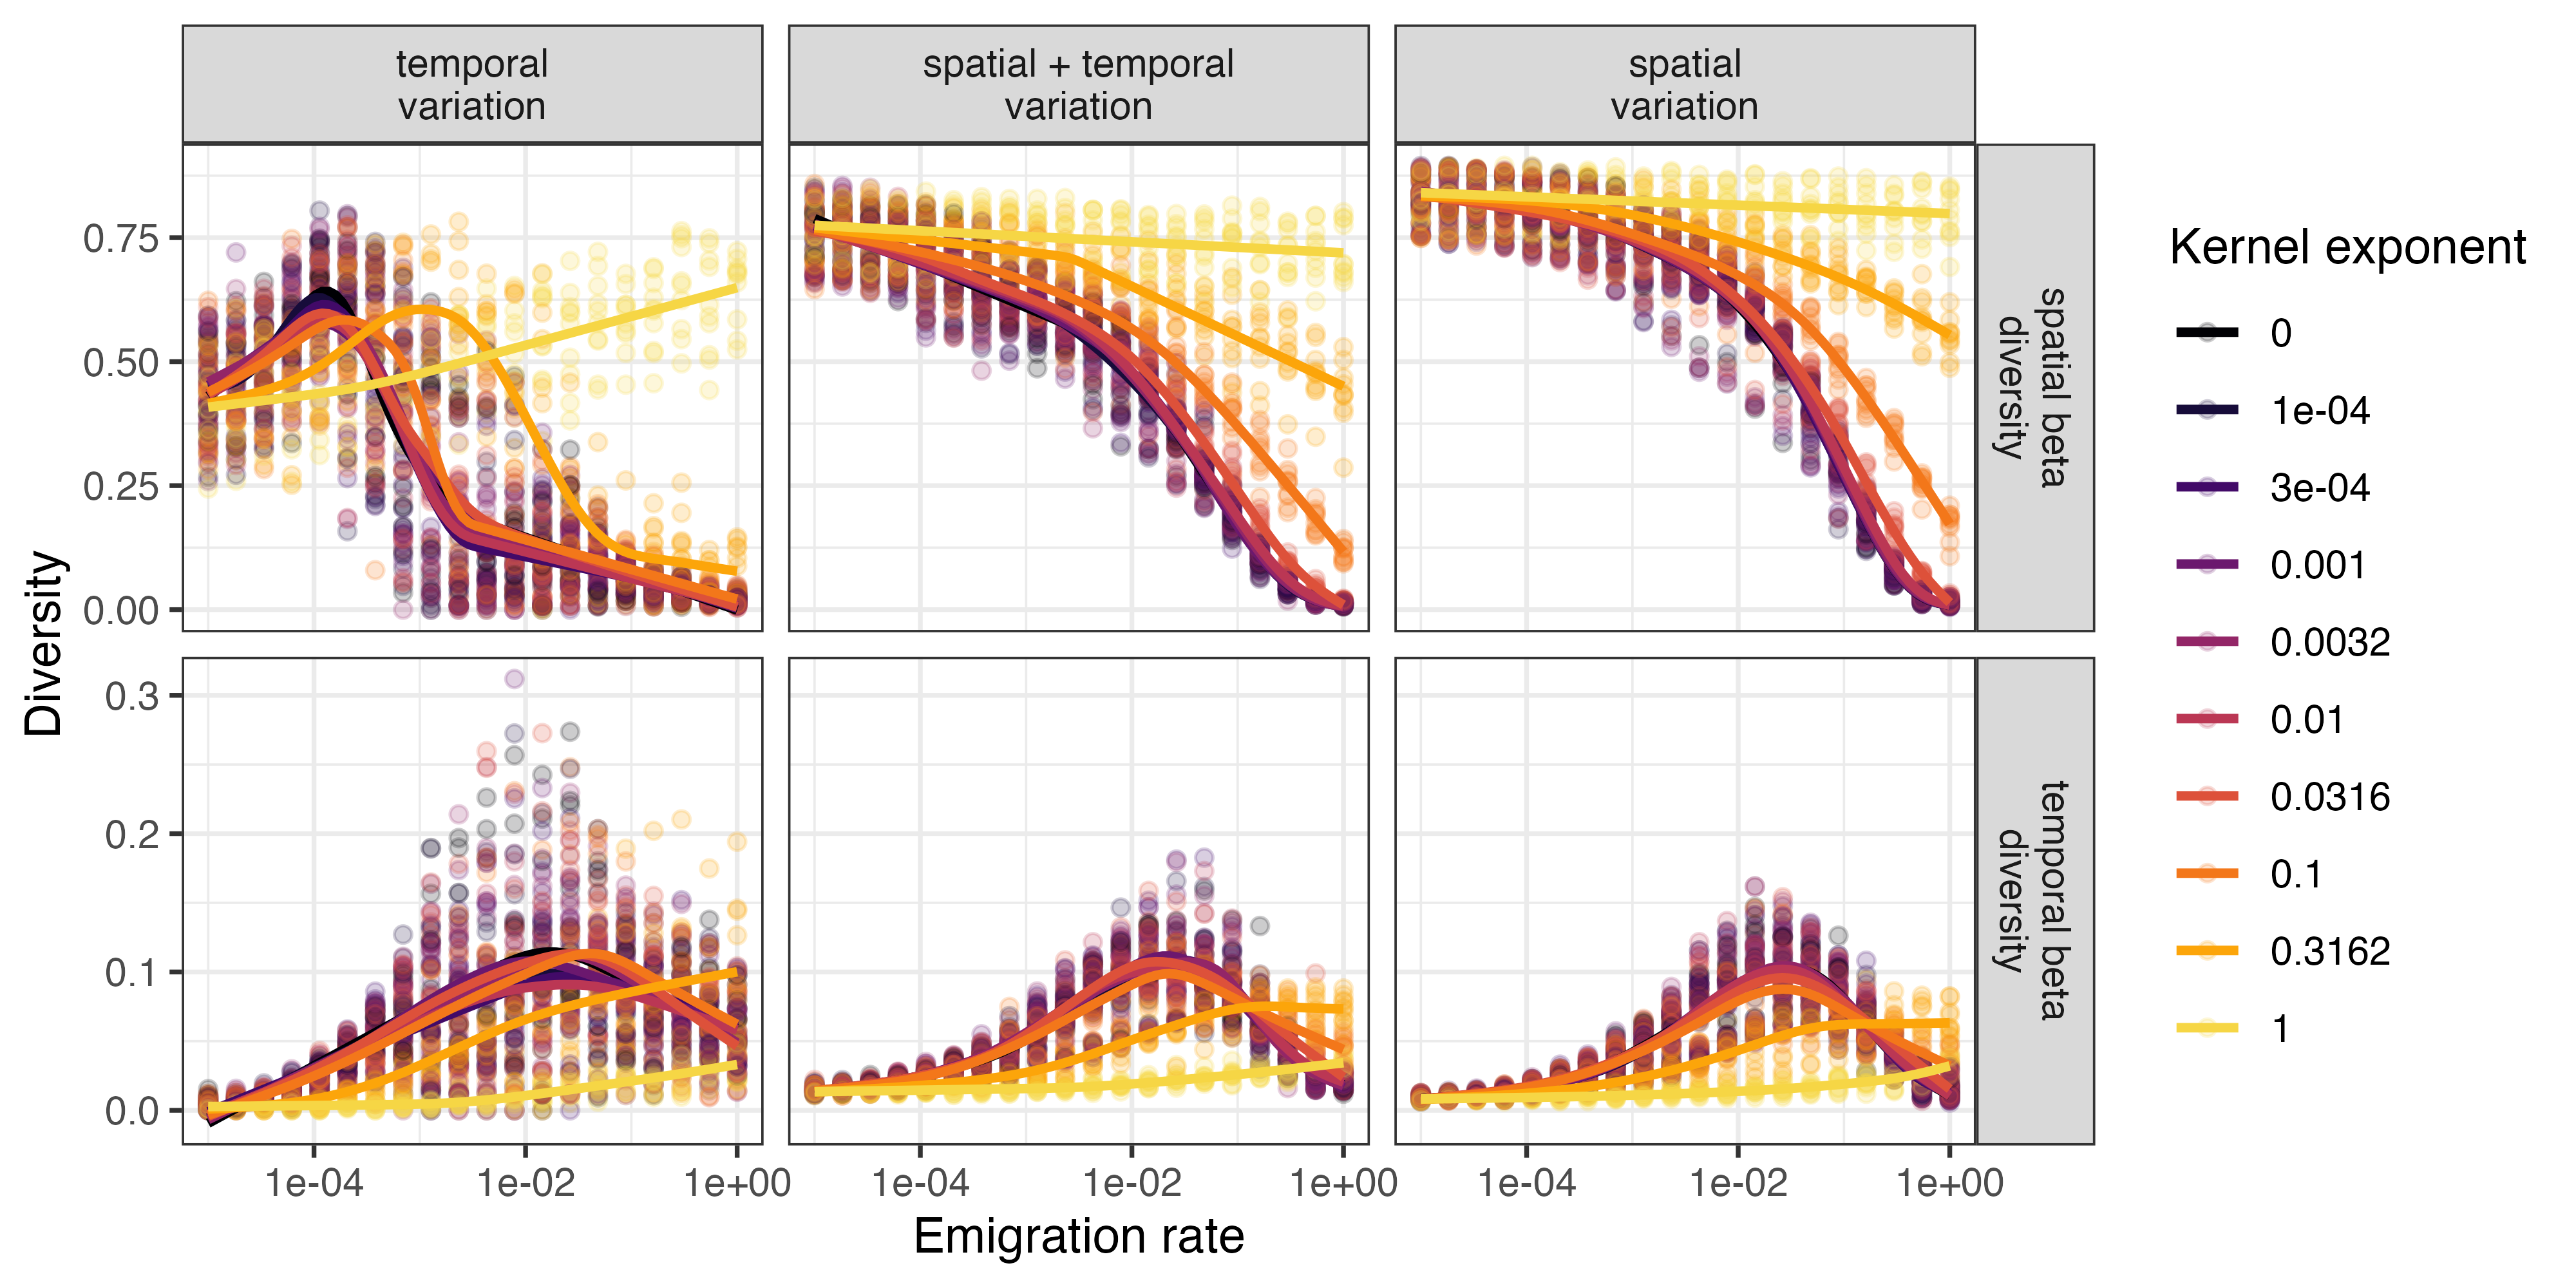 temporal
variation
spatial + temporal
variation
spatial
variation
Diversity
0.75
0.50
0.25
0.00
spatial beta
diversity
0.3
0.2
0.1
0.0
temporal beta
diversity
1e-04
1e-02
1e+00
1e-04
1e-02
1e+00
1e-04
1e-02
1e+00
Emigration rate
Kernel exponent
0
1e-04
3e-04
0.001
0.0032
0.01
0.0316
0.1
0.3162
1